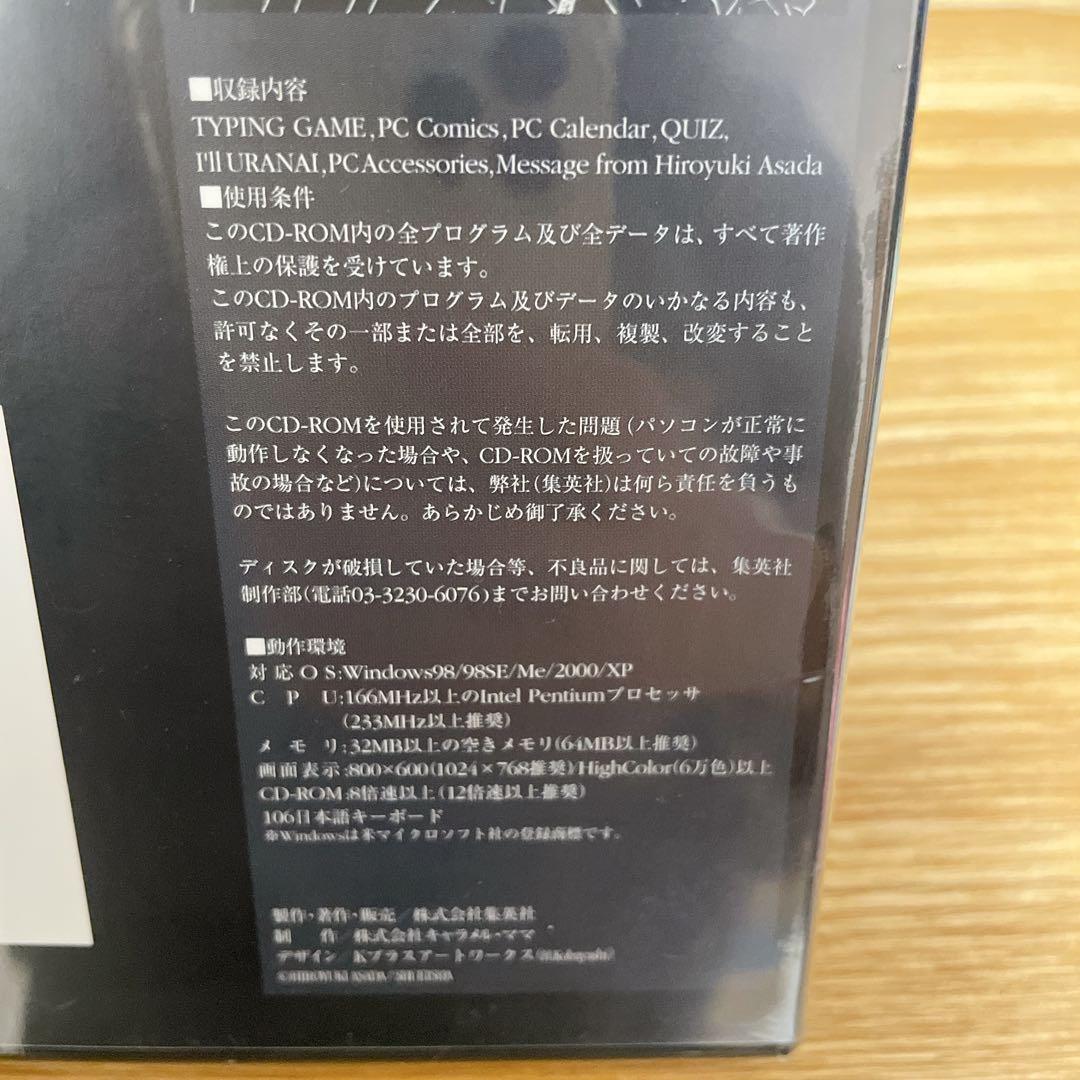 ■収録内容
TYPING GAME,PC Comics,PC Calendar,QUIZ,
I'll URANAI,PC Accessories,Message from Hiroyuki Asada
■使用条件
このCD-ROM内の全プログラム及び全データは、すべて著作
権上の保護を受けています。
このCD-ROM内のプログラム及びデータのいかなる内容も、
許可なくその一部または全部を、転用、複製、改変すること
を禁止します。
このCD-ROMを使用されて発生した問題(パソコンが正常に
動作しなくなった場合や、CD-ROMを扱っていての故障や事
故の場合など)については、弊社(集英社)は何ら責任を負うも
のではありません。あらかじめ御了承ください。
ディスクが破損していた場合等、不良品に関しては、集英社
制作部(電話03-3230-6076)までお問い合わせください。
■動作環境
対応OS:Windows98/98SE/Me/2000/XP
CPU:166MHz以上のIntel Pentiumプロセッサ
(233MHz以上推奨)
メモリ:32MB以上の空きメモリ(64MB以上推奨)
画面表示:800×600(1024×768推奨)/HighColor(6万色)以上
CD-ROM:8倍速以上(12倍速以上推奨)
106日本語キーボード
※Windowsは米マイクロソフト社の登録商標です。
製作・著作・販売/株式会社集英社
制作/株式会社キャラメル・ママ
デザイン/Kプラスアートワークス
©HIROYUKI ASADA/SHUEISHA